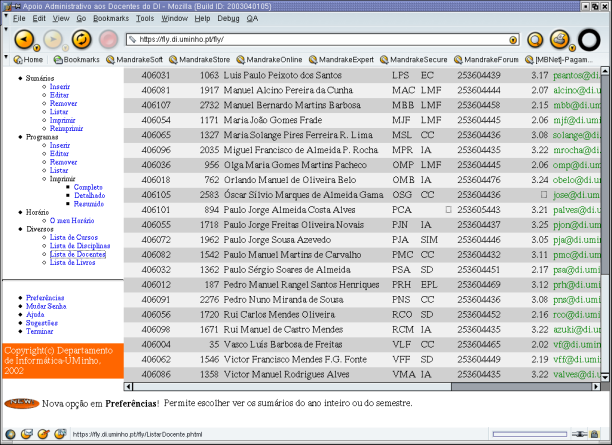 Apoio Administrativo aos Docentes do DI - Mozilla {Build ID: 2003040105}
File Edit View Go Bookmarks Tools Window Help Debug QA
https://fly.di.uminho.pt/fly/
Home Bookmarks MandrakeSoft MandrakeStore MandrakeOnline MandrakeExpert MandrakeSecure MandrakeForum [MBNet]-Pagam...
Sumários
Inserir
Editar
Remover
Listar
Imprimir
Reimprimir
Programas
Inserir
Editar
Remover
Listar
Imprimir
Completo
Detalhado
Resumido
Horário
O meu Horário
Diversos
Lista de Cursos
Lista de Disciplinas
Lista de Docentes
Lista de Livros
Preferências
Mudar Senha
Ajuda
Sugestões
Terminar
Copyright(c) Departamento
de Informática-UMinho,
2002
406031 1063 Luis Paulo Peixoto dos Santos LPS EC 253604439 3.17 psantos@di.u
406081 1917 Manuel Alcino Pereira da Cunha MAC LMF 253604464 2.07 alcino@di.u
406107 2732 Manuel Bernardo Martins Barbosa MBB LMF 253604458 2.15 mbb@di.um
406054 1171 Maria João Gomes Frade MJF LMF 253604445 2.06 mjf@di.umi
406065 1327 Maria Solange Pires Ferreira R. Lima MSL CC 253604436 3.08 solange@di.
406096 2035 Miguel Francisco de Almeida P. Rocha MPR IA 253604435 3.22 mrocha@di.
406036 956 Olga Maria Gomes Martins Pacheco OMP LMF 253604445 2.06 omp@di.um
406018 762 Orlando Manuel de Oliveira Belo OMB IA 253604476 3.24 obelo@di.um
406105 2583 Óscar Sílvio Marques de Almeida Gama OSG CC jose@di.umi
406101 894 Paulo Jorge Almeida Costa Alves PCA 25605443 3.21 palves@di.u
406055 1318 Paulo Jorge Freitas Oliveira Novais PJN IA 253604437 3.25 pjon@di.umi
406072 1962 Paulo Jorge Sousa Azevedo PJA SIM 253604446 3.05 pja@di.umin
406082 1542 Paulo Manuel Martins de Carvalho PMC CC 253604432 3.11 pmc@di.um
406032 1362 Paulo Sérgio Soares de Almeida PSA SD 253604451 2.17 psa@di.umi
406012 187 Pedro Manuel Rangel Santos Henriques PRH EPL 253604469 3.12 prh@di.umi
406091 2276 Pedro Nuno Miranda de Sousa PNS CC 253604436 3.08 pns@di.umi
406056 1720 Rui Carlos Mendes Oliveira RCO SD 253604452 2.16 rco@di.umi
406098 1671 Rui Manuel de Castro Mendes RCM IA 253604435 3.22 azuki@di.um
406004 35 Vasco Luís Barbosa de Freitas VLF CC 253604465 2.02 vf@di.umin
406062 1546 Victor Francisco Mendes F.G. Fonte VFF SD 253604449 2.19 vff@di.umin
406086 1358 Victor Manuel Rodrigues Alves VMA IA 253604435 3.22 valves@di.u
NEW Nova opção em Preferências! Permite escolher ver os sumários do ano inteiro ou do semestre.
https://fly.di.uminho.pt/fly/ListarDocente.phtml